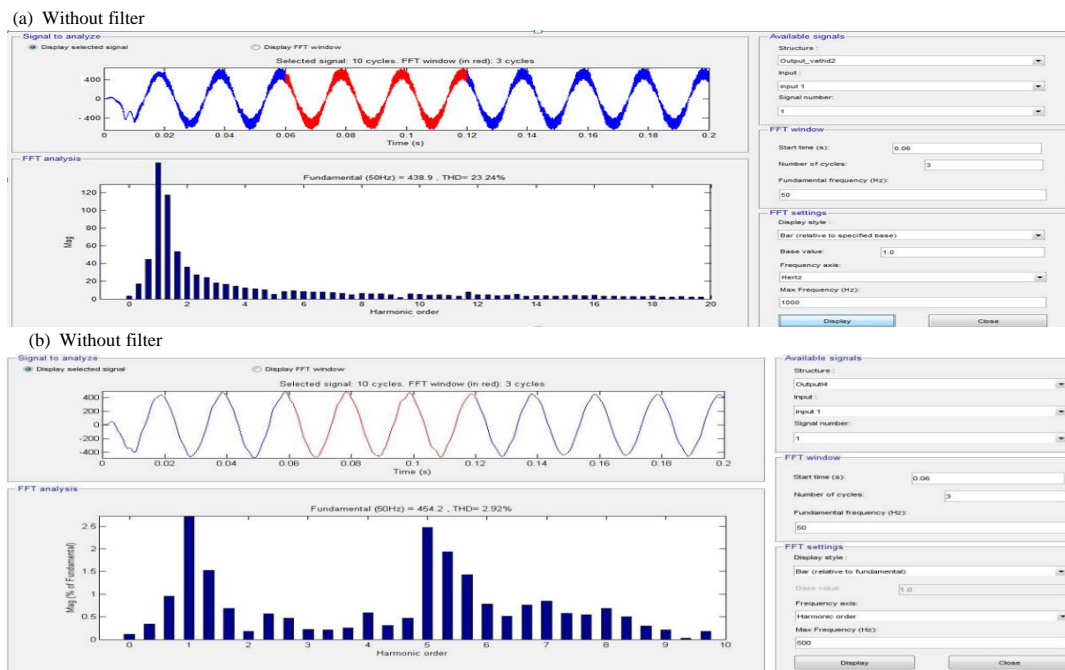 (a) Without filter
Signal to analyze
Display selected signal
Display FFT window
Selected signal: 10 cycles. FFT window (in red): 3 cycles
400
0
-400
0 0.02 0.04 0.06 0.08 0.1 0.12 0.14 0.16 0.18 0.2
Time (s)
FFT analysis
Fundamental (50Hz) = 438.9 , THD= 23.24%
120
100
80
60
40
20
0
Mag
0 2 4 6 8 10 12 14 16 18 20
Harmonic order
Available signals
Structure :
Output_vathd2
Input :
input 1
Signal number:
1
FFT window
Start time (s): 0.06
Number of cycles: 3
Fundamental frequency (Hz):
50
FFT settings
Display style :
Bar (relative to specified base)
Base value: 1.0
Frequency axis:
Hertz
Max Frequency (Hz):
1000
Display Close
(b) Without filter
Signal to analyze
Display selected signal
Display FFT window
Selected signal: 10 cycles. FFT window (in red): 3 cycles
400
200
0
-200
-400
0 0.02 0.04 0.06 0.08 0.1 0.12 0.14 0.16 0.18 0.2
Time (s)
FFT analysis
Fundamental (50Hz) = 454.2 , THD= 2.92%
2.5
2
1.5
1
0.5
0
Mag (% of Fundamental)
0 1 2 3 4 5 6 7 8 9 10
Harmonic order
Available signals
Structure :
Input :
input 1
Signal number:
1
FFT window
Start time (s): 0.06
Number of cycles: 3
Fundamental frequency (Hz):
50
FFT settings
Display style :
Bar (relative to fundamental)
Base value: 1.0
Frequency axis:
Harmonic order
Max Frequency (Hz):
500
Display Close